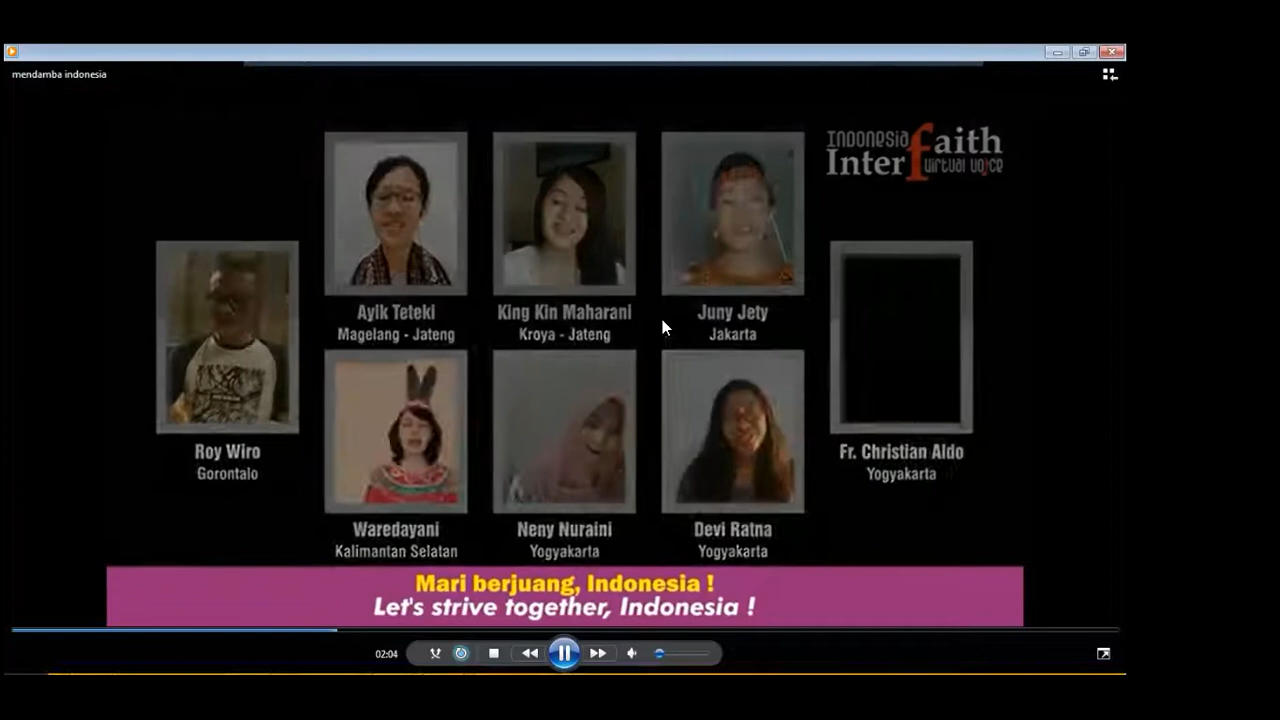 mendamba indonesia
INDONESIA
Inter faith
VIRTUAL VOICE
Ayik Teteki
Magelang - Jateng
King Kin Maharani
Kroya - Jateng
Juny Jety
Jakarta
Roy Wiro
Gorontalo
Fr. Christian Aldo
Yogyakarta
Waredayani
Kalimantan Selatan
Neny Nuraini
Yogyakarta
Devi Ratna
Yogyakarta
Mari berjuang, Indonesia !
Let's strive together, Indonesia !
02:04